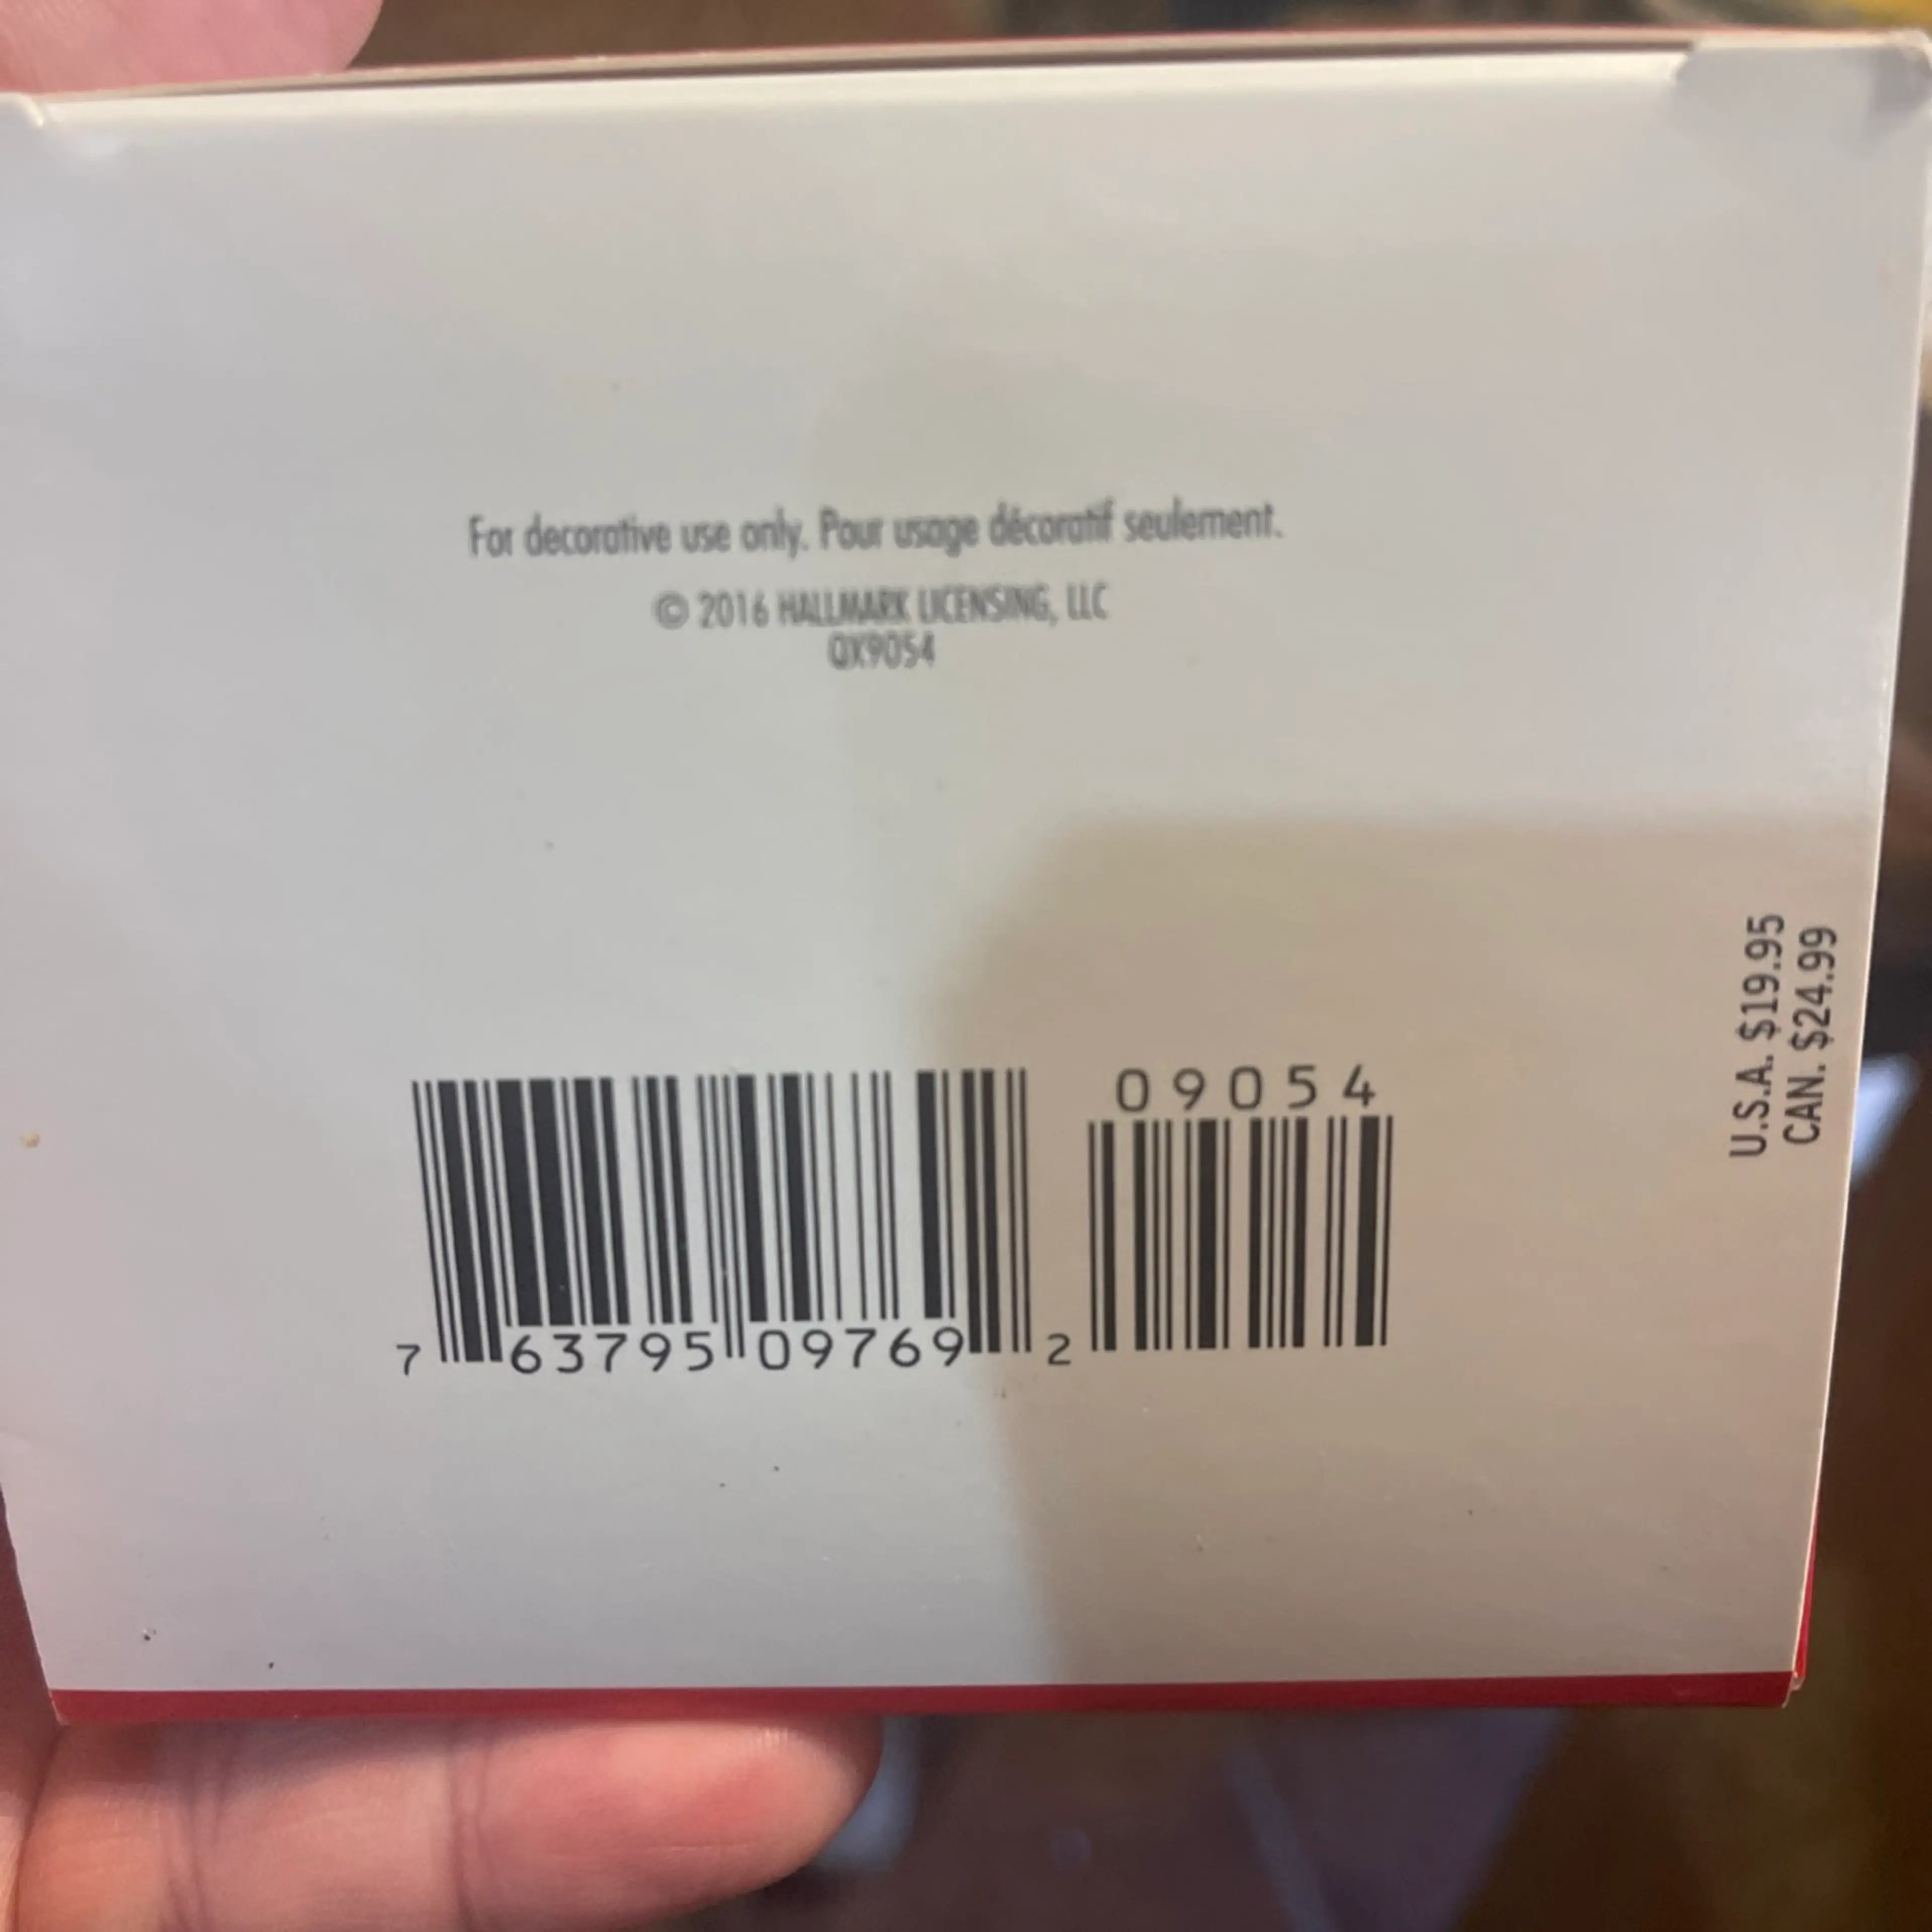 For decorative use only. Pour usage décoratif seulement.
© 2016 HALLMARK LICENSING, LLC
QX9054
U.S.A. $19.95
CAN. $24.99
09054
7 63795 09769 2